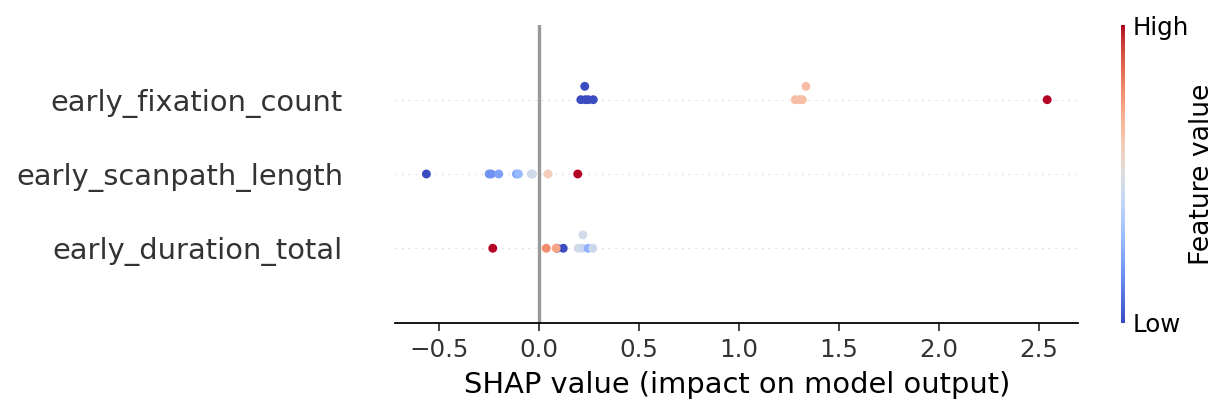 High
early_fixation_count
early_scanpath_length
early_duration_total
Feature value
Low
−0.5 0.0 0.5 1.0 1.5 2.0 2.5
SHAP value (impact on model output)